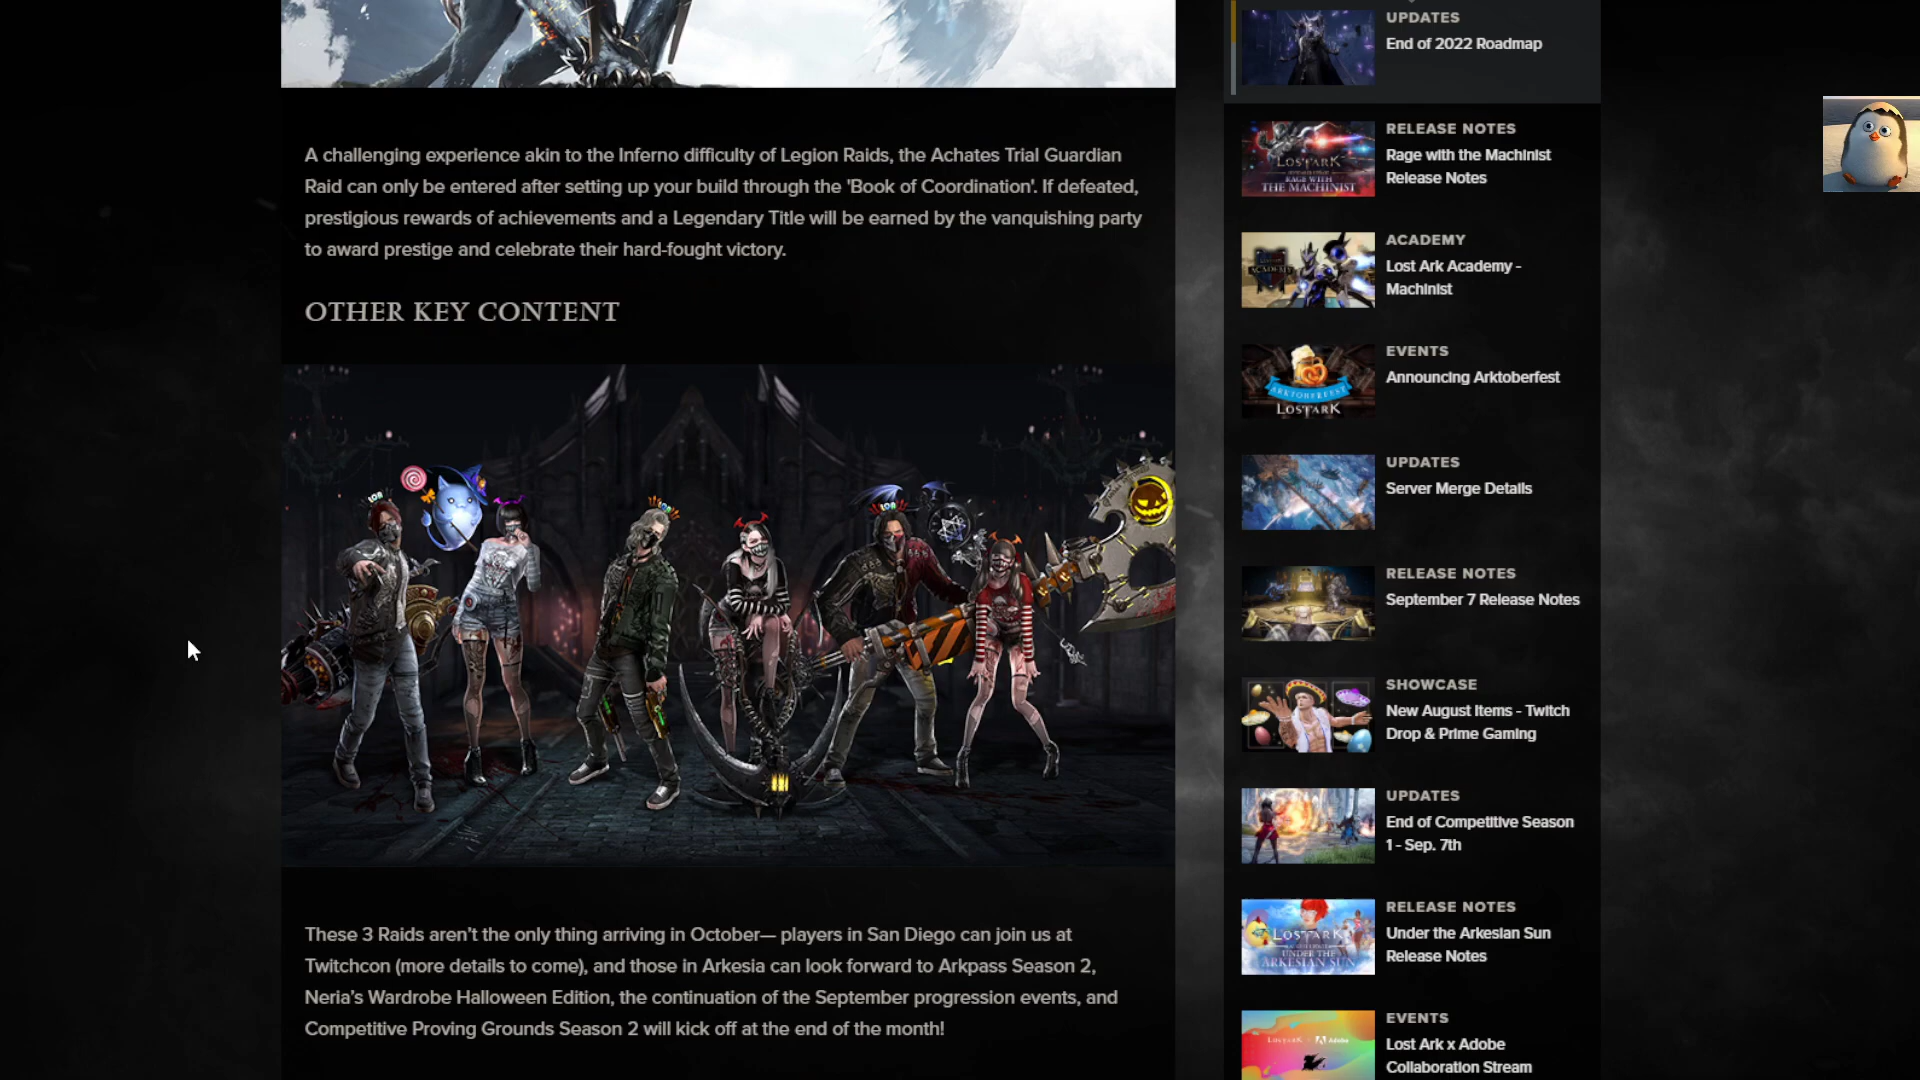 A challenging experience akin to the Inferno difficulty of Legion Raids, the Achates Trial Guardian
Raid can only be entered after setting up your build through the 'Book of Coordination'. If defeated,
prestigious rewards of achievements and a Legendary Title will be earned by the vanquishing party
to award prestige and celebrate their hard-fought victory.
OTHER KEY CONTENT
These 3 Raids aren't the only thing arriving in October— players in San Diego can join us at
Twitchcon (more details to come), and those in Arkesia can look forward to Arkpass Season 2,
Neria's Wardrobe Halloween Edition, the continuation of the September progression events, and
Competitive Proving Grounds Season 2 will kick off at the end of the month!
UPDATES
End of 2022 Roadmap
LOSTARK
RAGE WITH
THE MACHINIST
RELEASE NOTES
Rage with the Machinist
Release Notes
ACADEMY
ACADEMY
Lost Ark Academy -
Machinist
ARKTOBERFEST
LOSTARK
EVENTS
Announcing Arktoberfest
UPDATES
Server Merge Details
RELEASE NOTES
September 7 Release Notes
SHOWCASE
New August Items - Twitch
Drop & Prime Gaming
UPDATES
End of Competitive Season
1 - Sep. 7th
LOSTARK
UNDER THE
ARKESIAN SUN
RELEASE NOTES
Under the Arkesian Sun
Release Notes
LOSTARK
Adobe
EVENTS
Lost Ark x Adobe
Collaboration Stream